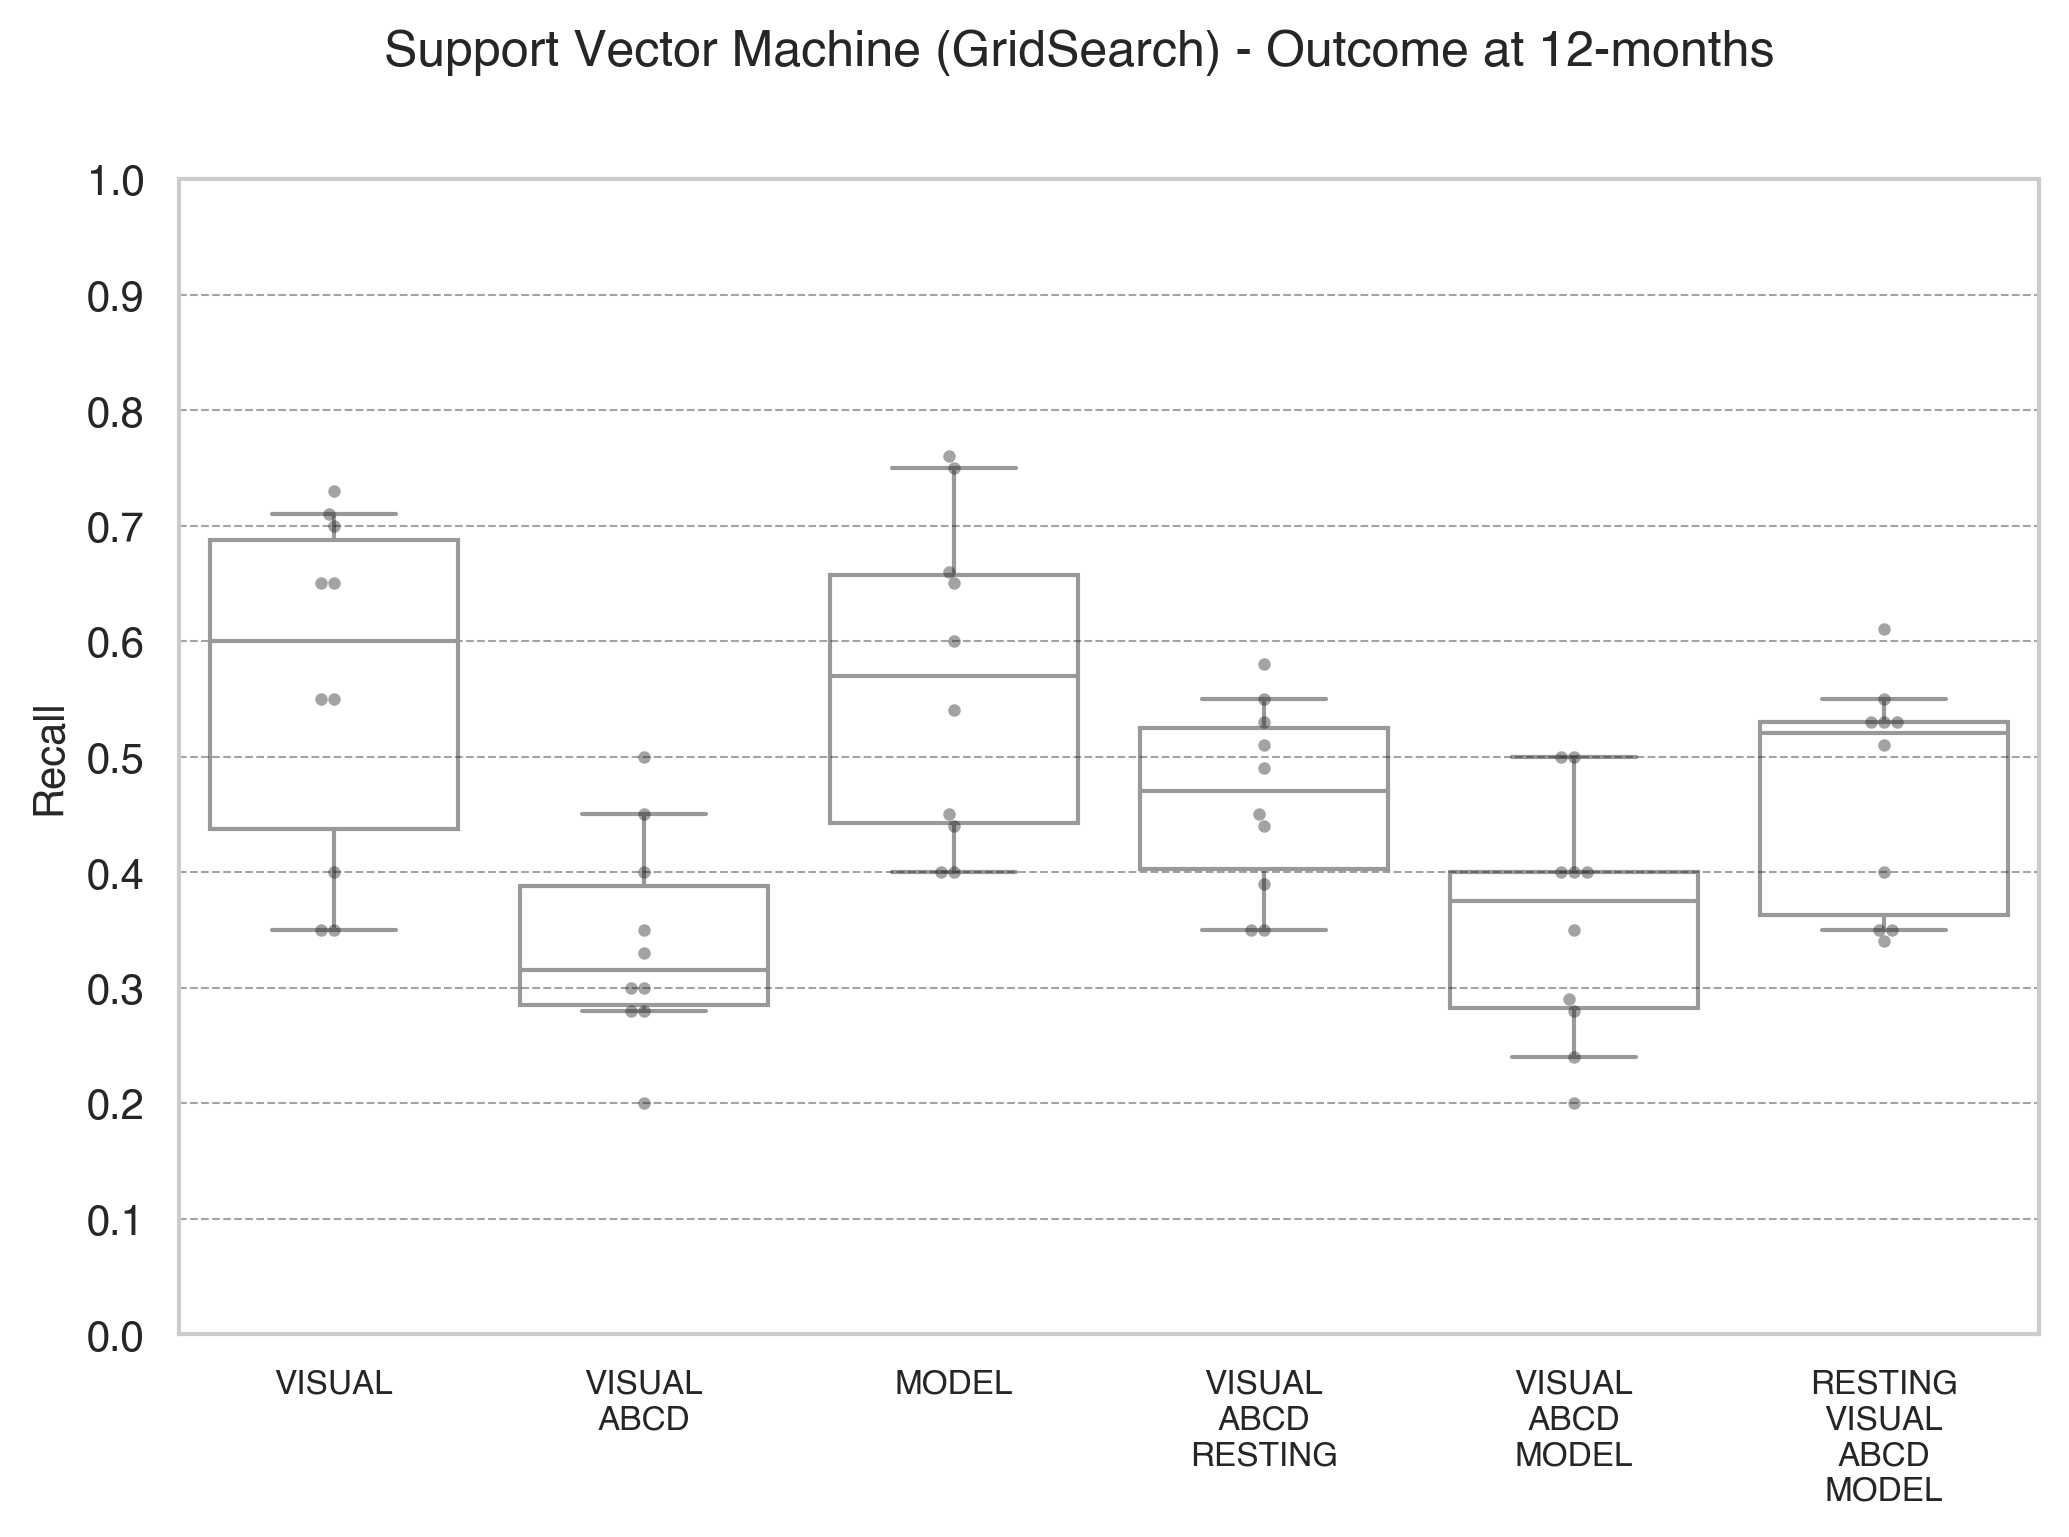 Support Vector Machine (GridSearch) - Outcome at 12-months
1.0
0.9
0.8
0.7
0.6
0.5
0.4
0.3
0.2
0.1
0.0
Recall
VISUAL
VISUAL
ABCD
MODEL
VISUAL
ABCD
RESTING
VISUAL
ABCD
MODEL
RESTING
VISUAL
ABCD
MODEL